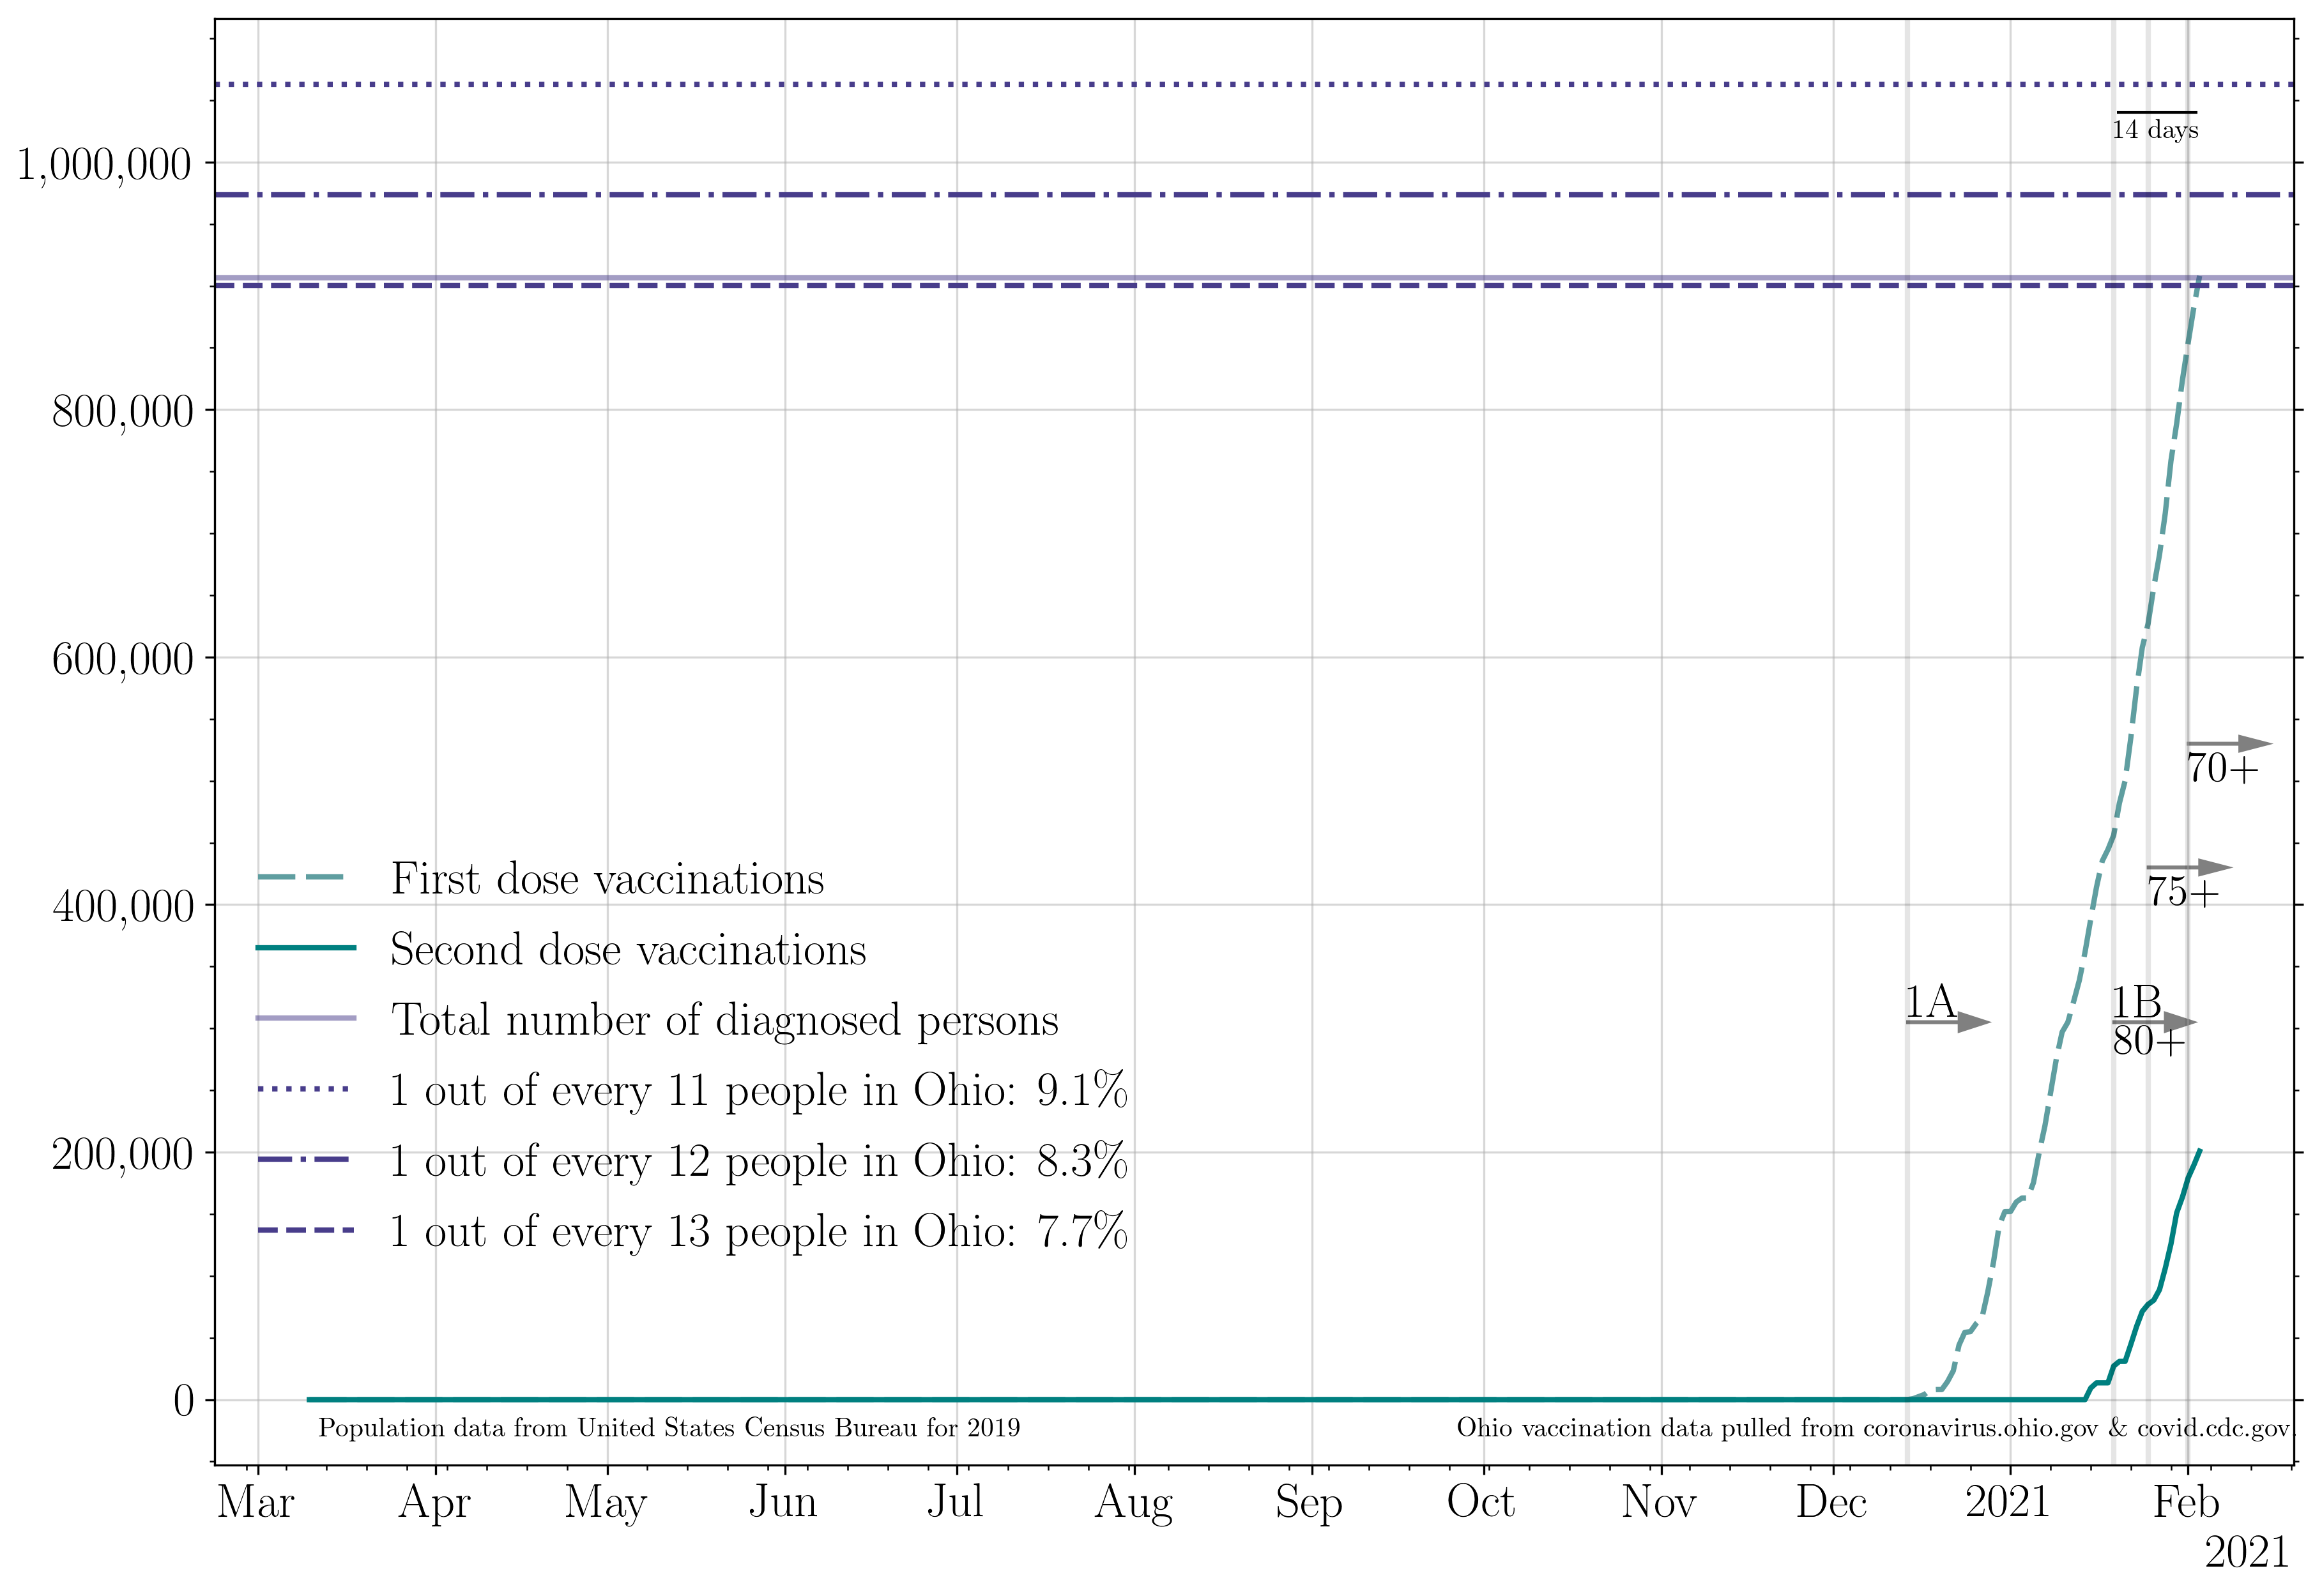 14 days
1,000,000
800,000
600,000
70+
First dose vaccinations
75+
400,000
Second dose vaccinations
1A
1B
Total number of diagnosed persons
80+
1 out of every 11 people in Ohio: 9.1%
200,000
1 out of every 12 people in Ohio: 8.3%
1 out of every 13 people in Ohio: 7.7%
0
Population data from United States Census Bureau for 2019
Ohio vaccination data pulled from coronavirus.ohio.gov & covid.cdc.gov.
Mar Apr May Jun Jul Aug Sep Oct Nov Dec 2021 Feb
2021